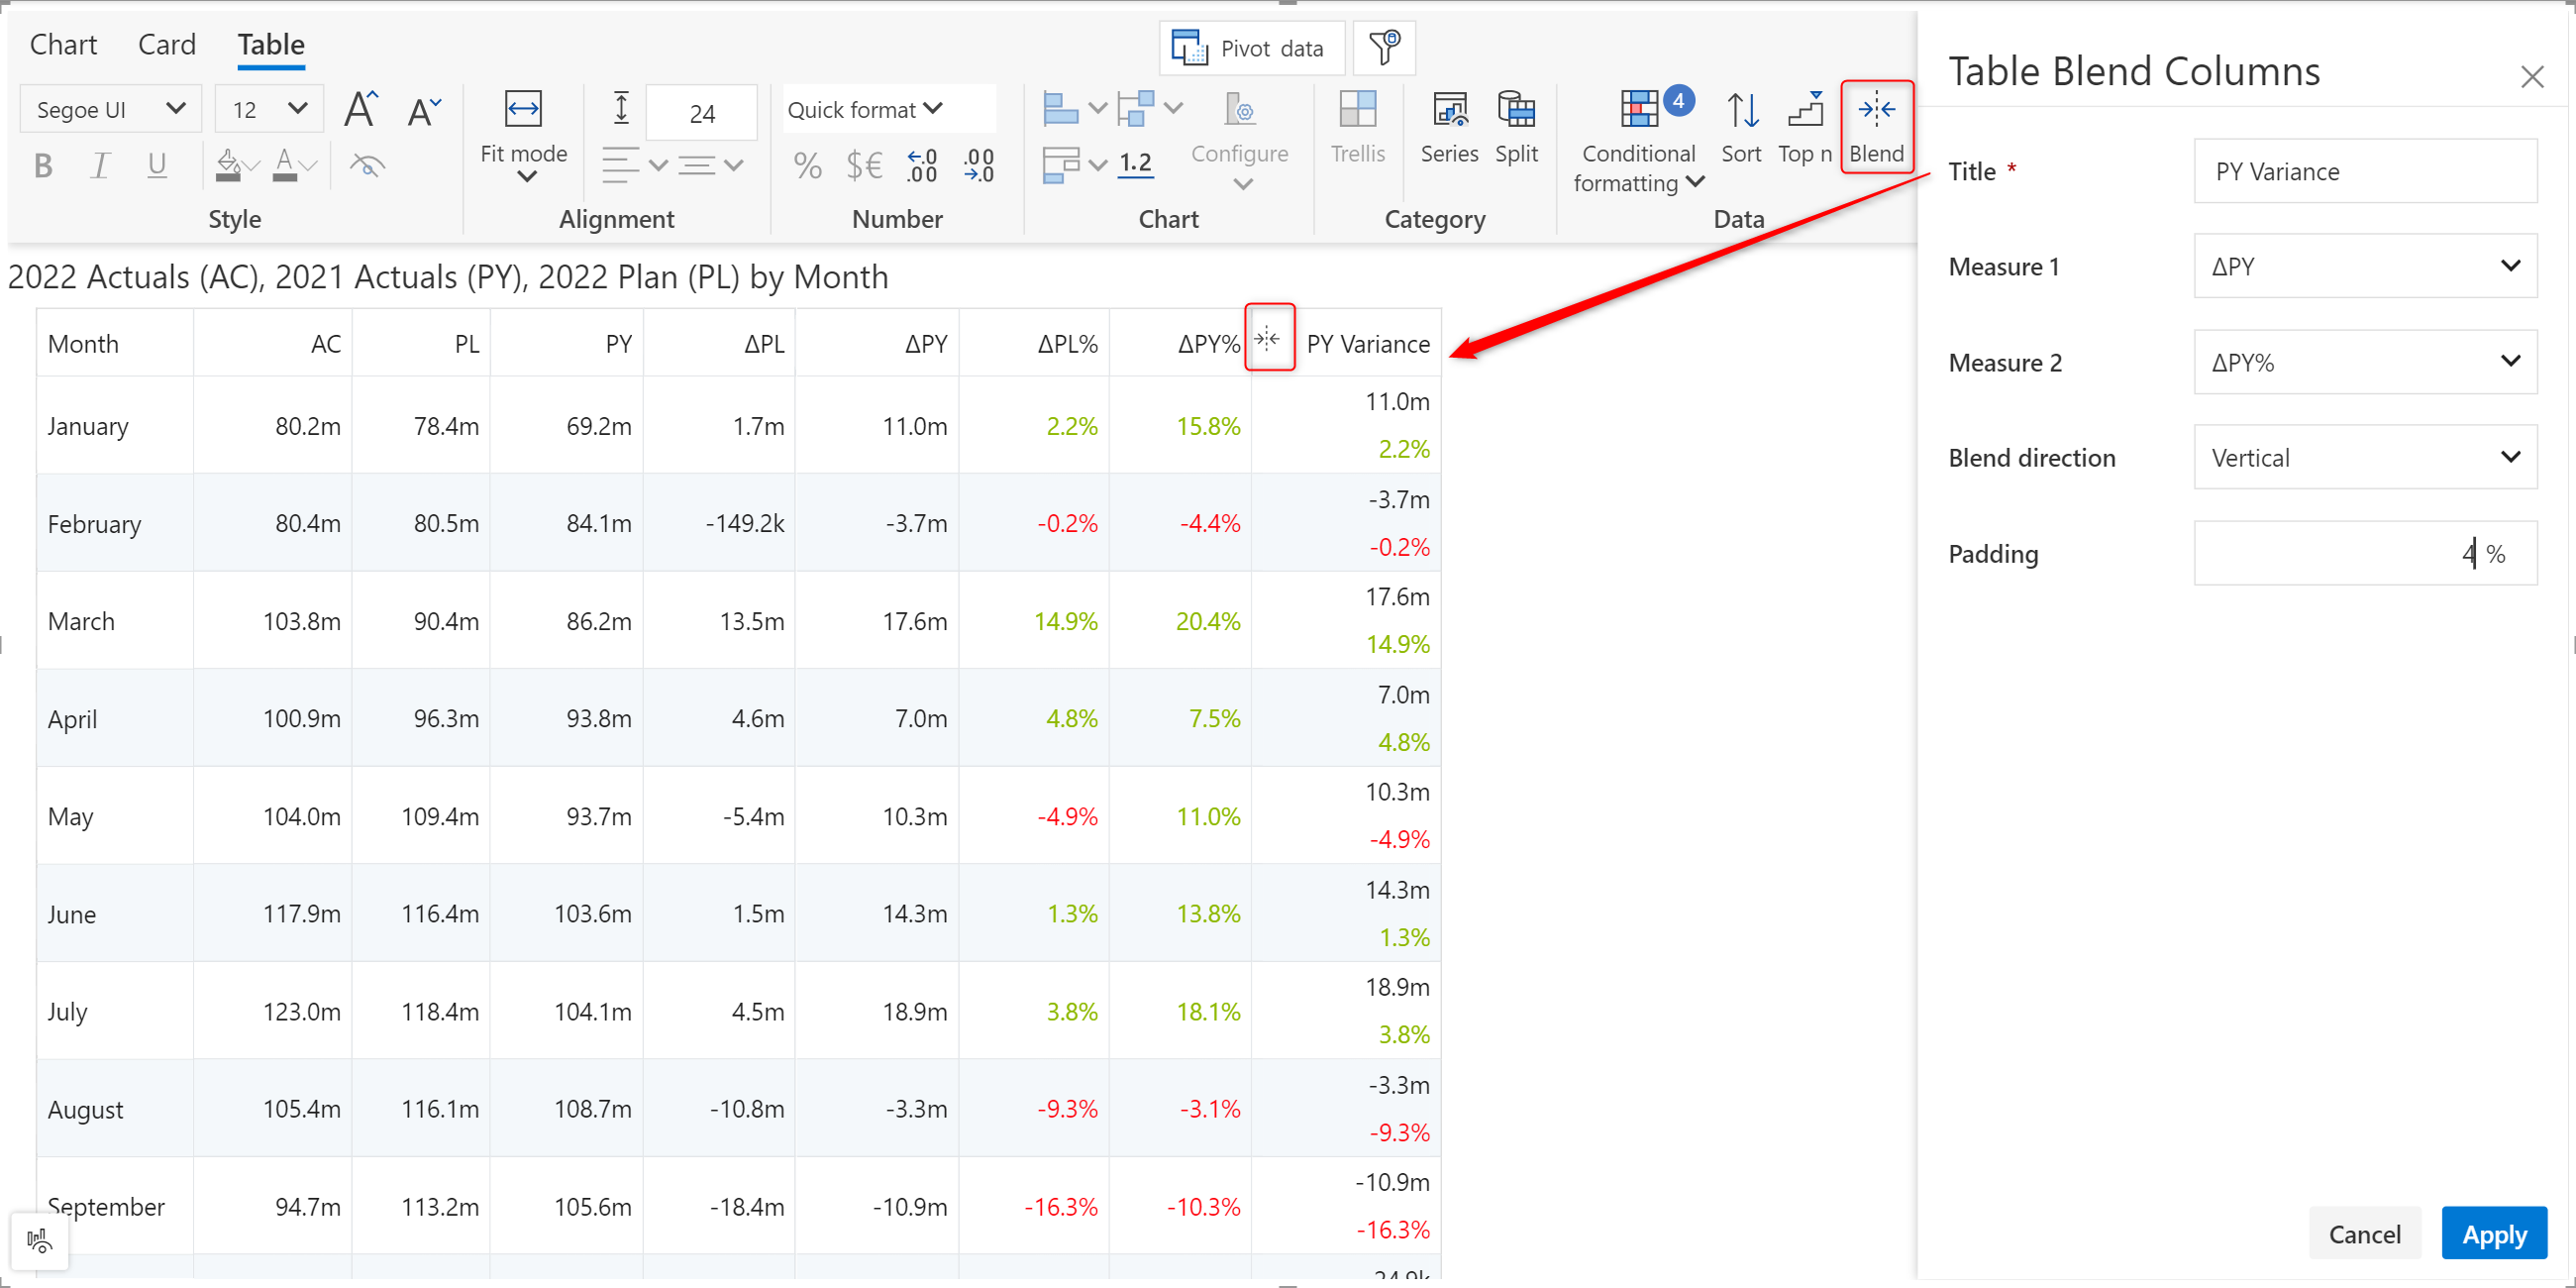 Chart Card Table
Pivot data
Segoe UI 12
B I U
Style
Fit mode
24
Alignment
Quick format
% $€ .0 .00 .00 .0
Number
1.2
Configure
Chart
Trellis
Series Split
Category
4
Conditional formatting
Sort Top n Blend
Data
2022 Actuals (AC), 2021 Actuals (PY), 2022 Plan (PL) by Month
Month AC PL PY ΔPL ΔPY ΔPL% ΔPY% PY Variance
January 80.2m 78.4m 69.2m 1.7m 11.0m 2.2% 15.8% 11.0m
2.2%
February 80.4m 80.5m 84.1m -149.2k -3.7m -0.2% -4.4% -3.7m
-0.2%
March 103.8m 90.4m 86.2m 13.5m 17.6m 14.9% 20.4% 17.6m
14.9%
April 100.9m 96.3m 93.8m 4.6m 7.0m 4.8% 7.5% 7.0m
4.8%
May 104.0m 109.4m 93.7m -5.4m 10.3m -4.9% 11.0% 10.3m
-4.9%
June 117.9m 116.4m 103.6m 1.5m 14.3m 1.3% 13.8% 14.3m
1.3%
July 123.0m 118.4m 104.1m 4.5m 18.9m 3.8% 18.1% 18.9m
3.8%
August 105.4m 116.1m 108.7m -10.8m -3.3m -9.3% -3.1% -3.3m
-9.3%
September 94.7m 113.2m 105.6m -18.4m -10.9m -16.3% -10.3% -10.9m
-16.3%
Table Blend Columns
Title * PY Variance
Measure 1 ΔPY
Measure 2 ΔPY%
Blend direction Vertical
Padding 4 %
Cancel Apply